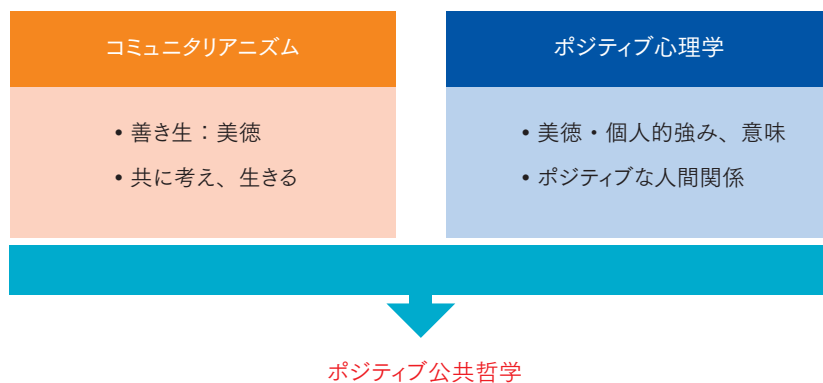 コミュニタリアニズム
• 善き生：美徳
• 共に考え、生きる
ポジティブ心理学
• 美徳・個人的強み、意味
• ポジティブな人間関係
ポジティブ公共哲学